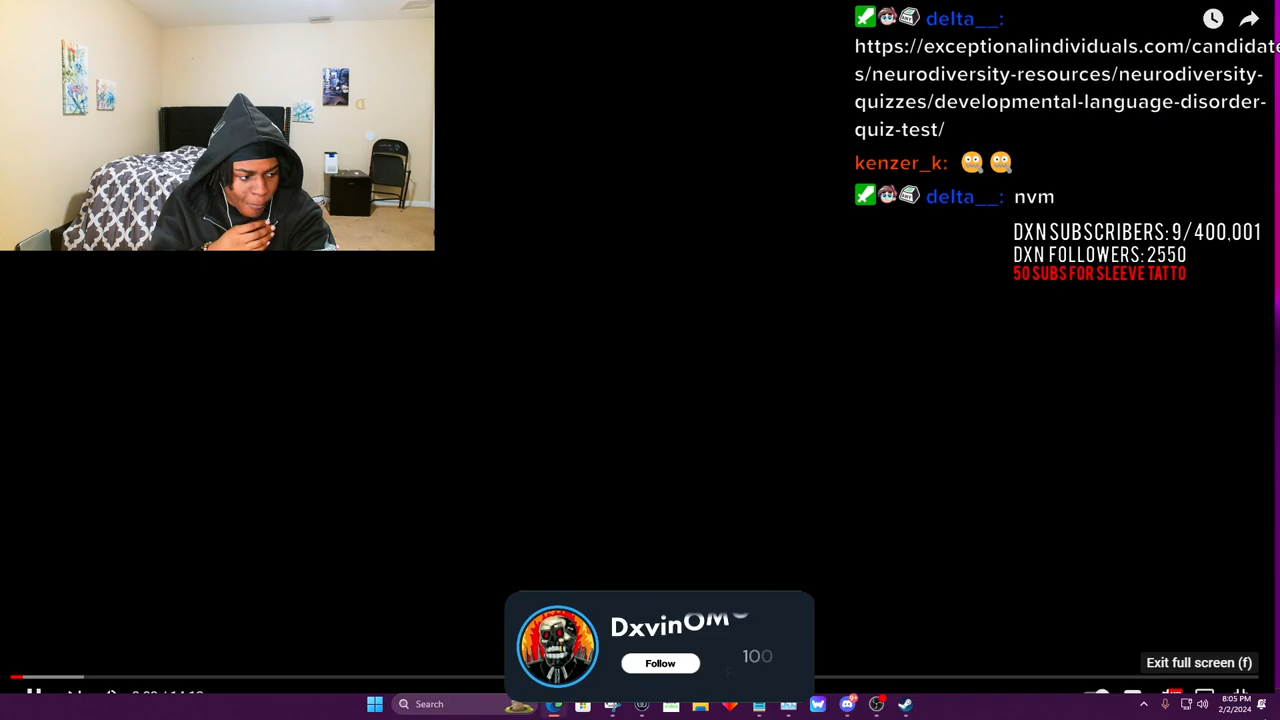 delta__:
https://exceptionalindividuals.com/candidate
s/neurodiversity-resources/neurodiversity-
quizzes/developmental-language-disorder-
quiz-test/
kenzer_k:
delta__: nvm
DXN SUBSCRIBERS: 9/400,001
DXN FOLLOWERS: 2550
50 SUBS FOR SLEEVE TATTO
DxvinOM
Follow
100
Exit full screen (f)
Search
8:05 PM
2/2/2024